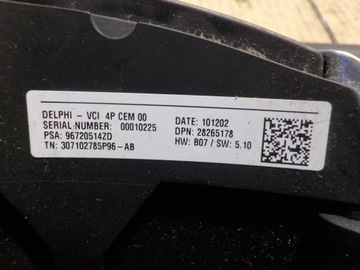 DELPHI - VCI 4P CEM 00
SERIAL NUMBER: 00010225
PSA: 96720514ZD
TN: 307102785P96-AB
DATE: 101202
DPN: 28265178
HW: B07 / SW: 5.10